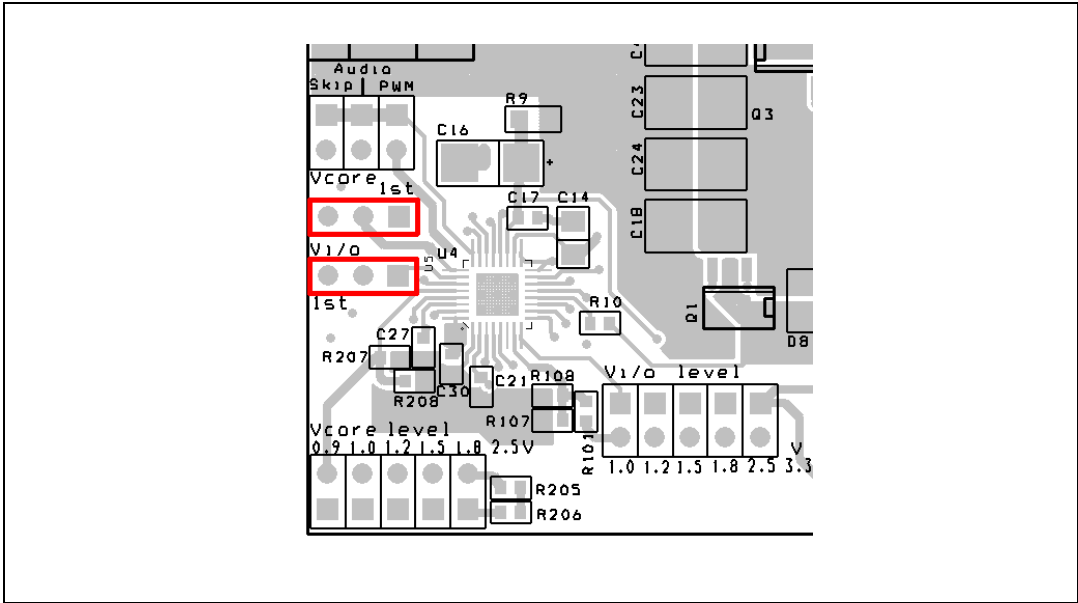 Audio
Skip | PWM
R9
C23
Q3
C16
+
C24
Vcore 1st
C17 C14
C18
Vi/o
U5 U4
1st
R10
Q1
D8
C27
R207
R208
C30
C21
R108
R107
R101
Vi/o level
Vcore level
0.9 1.0 1.2 1.5 1.8 2.5V
V
1.0 1.2 1.5 1.8 2.5 3.3
R205
R206